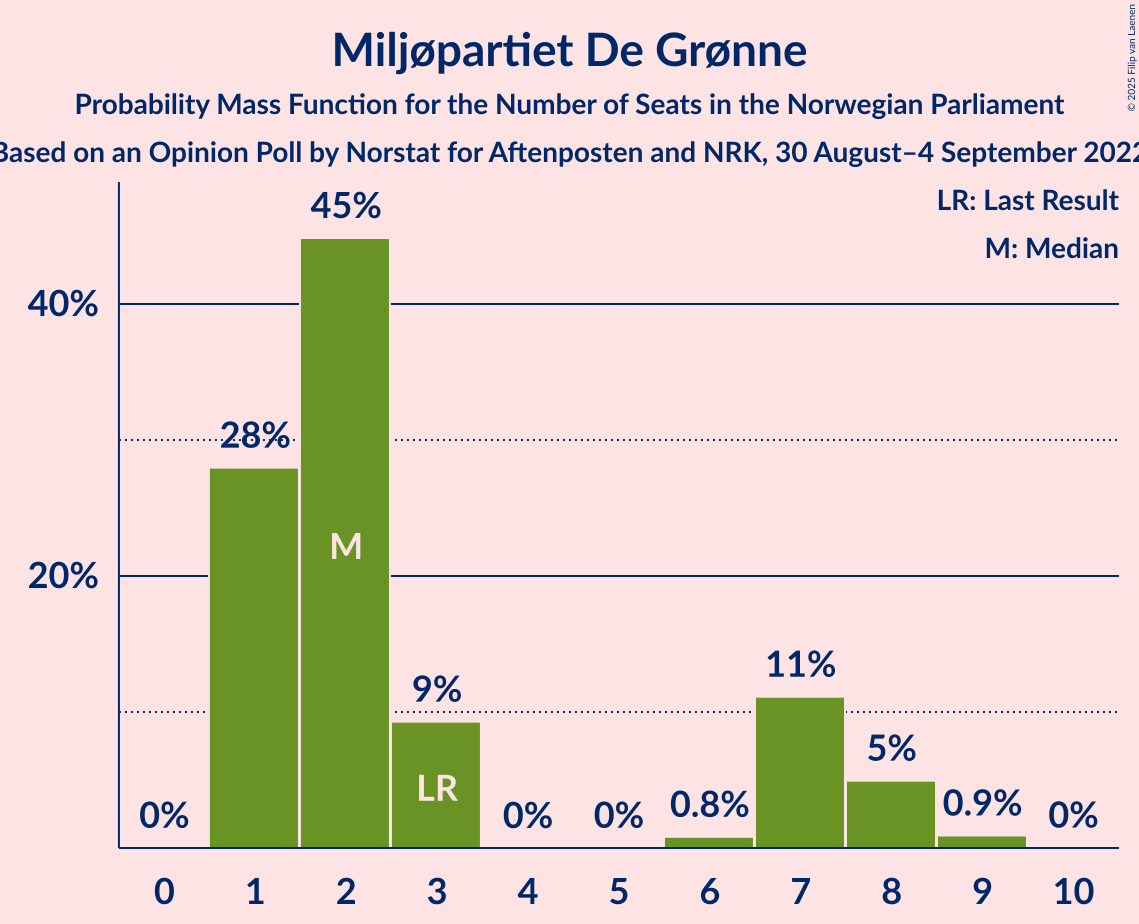 Miljøpartiet De Grønne
Probability Mass Function for the Number of Seats in the Norwegian Parliament
Based on an Opinion Poll by Norstat for Aftenposten and NRK, 30 August–4 September 2022
© 2025 Filip van Laenen
LR: Last Result
M: Median
45%
40%
28%
M
20%
11%
9%
5%
LR
0%
0%
0%
0.8%
0.9%
0%
0 1 2 3 4 5 6 7 8 9 10